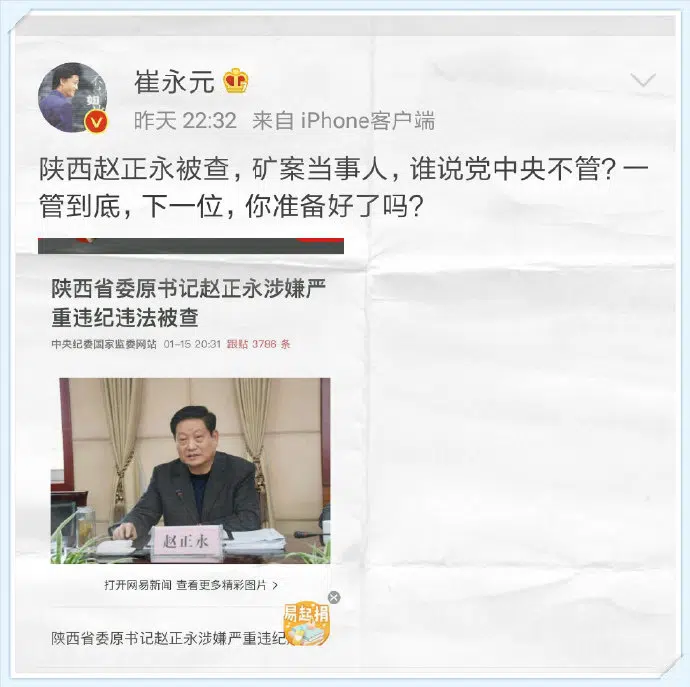 崔永元
昨天 22:32 来自 iPhone客户端
陕西赵正永被查，矿案当事人，谁说党中央不管？一
管到底，下一位，你准备好了吗？
陕西省委原书记赵正永涉嫌严
重违纪违法被查
中央纪委国家监委网站 01-15 20:31 跟贴 3786 条
赵正永
打开网易新闻 查看更多精彩图片 >
易起捐
陕西省委原书记赵正永涉嫌严重违纪